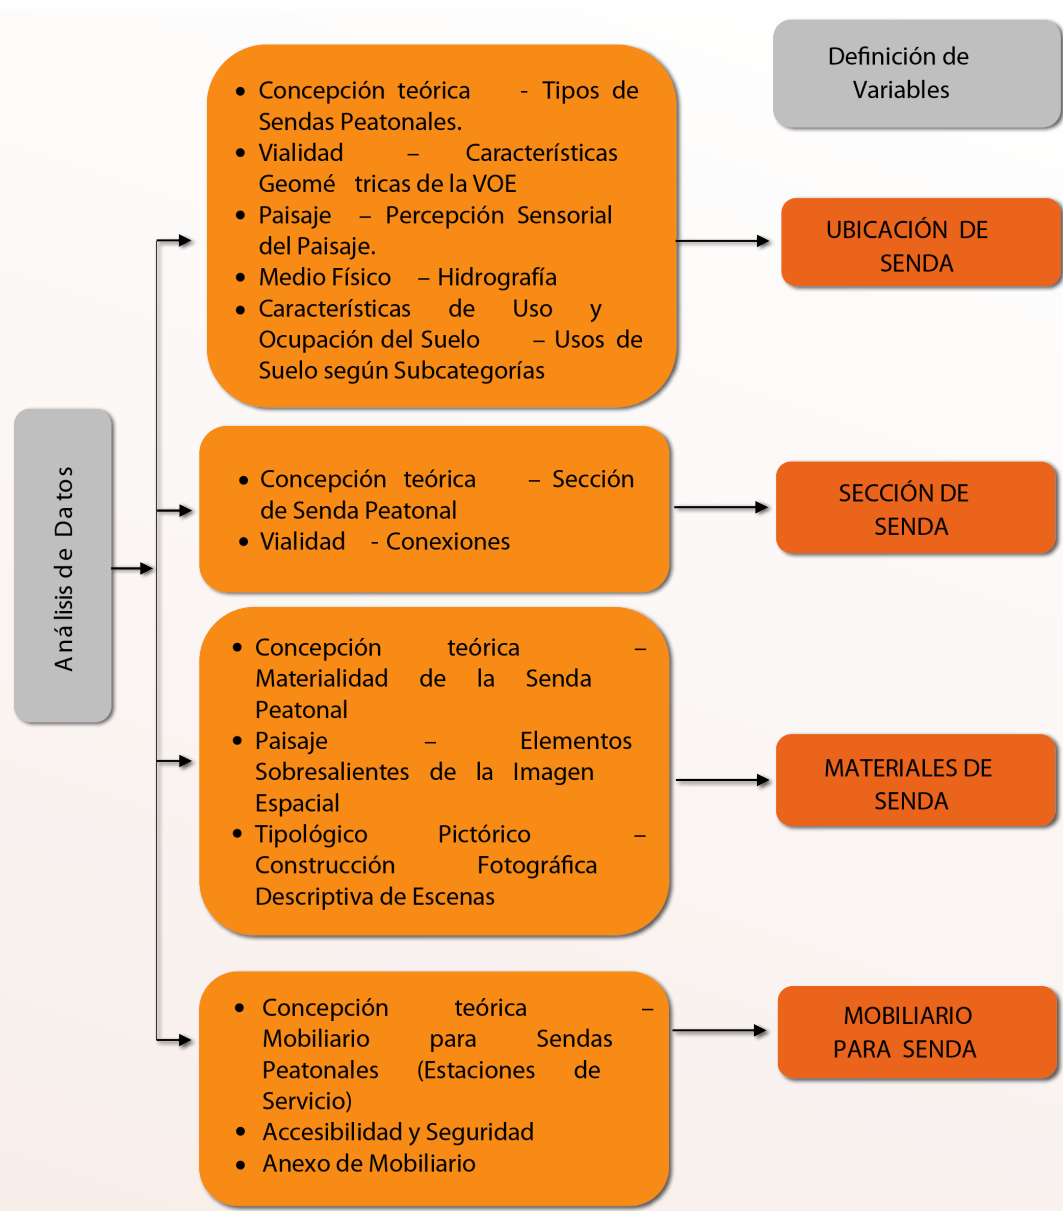 Definición de
Variables
Análisis de Datos
• Concepción teórica - Tipos de
Sendas Peatonales.
• Vialidad – Características
Geomé tricas de la VOE
• Paisaje – Percepción Sensorial
del Paisaje.
• Medio Físico – Hidrografía
• Características de Uso y
Ocupación del Suelo – Usos de
Suelo según Subcategorías
UBICACIÓN DE
SENDA
• Concepción teórica – Sección
de Senda Peatonal
• Vialidad - Conexiones
SECCIÓN DE
SENDA
• Concepción teórica –
Materialidad de la Senda
Peatonal
• Paisaje – Elementos
Sobresalientes de la Imagen
Espacial
• Tipológico Pictórico –
Construcción Fotográfica
Descriptiva de Escenas
MATERIALES DE
SENDA
• Concepción teórica –
Mobiliario para Sendas
Peatonales (Estaciones de
Servicio)
• Accesibilidad y Seguridad
• Anexo de Mobiliario
MOBILIARIO
PARA SENDA